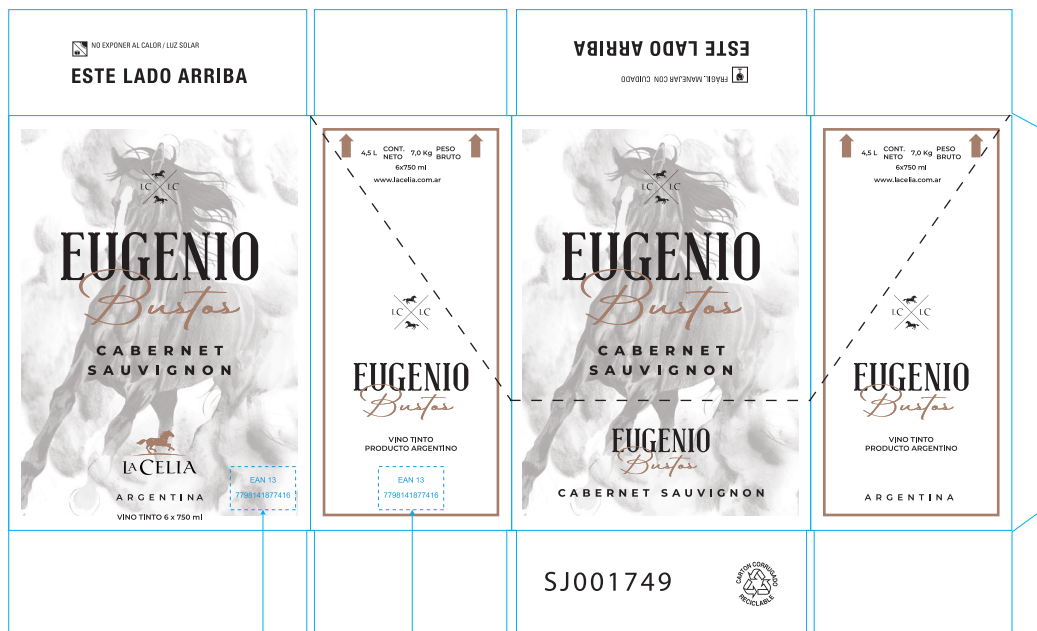 NO EXPONER AL CALOR / LUZ SOLAR
ESTE LADO ARRIBA
ESTE LADO ARRIBA
FRÁGIL, MANEJAR CON CUIDADO
LC LC
EUGENIO
Bustos
CABERNET
SAUVIGNON
LA CELIA
ARGENTINA
VINO TINTO 6 x 750 ml
EAN 13
7798141877416
4,5 L CONT. NETO 7,0 Kg PESO BRUTO
6x750 ml
www.lacelia.com.ar
LC LC
EUGENIO
Bustos
VINO TINTO
PRODUCTO ARGENTINO
EAN 13
7798141877416
LC LC
EUGENIO
Bustos
CABERNET
SAUVIGNON
EUGENIO
Bustos
CABERNET SAUVIGNON
4,5 L CONT. NETO 7,0 Kg PESO BRUTO
6x750 ml
www.lacelia.com.ar
LC LC
EUGENIO
Bustos
VINO TINTO
PRODUCTO ARGENTINO
ARGENTINA
SJ001749
CARTON CORRUGADO
RECICLABLE